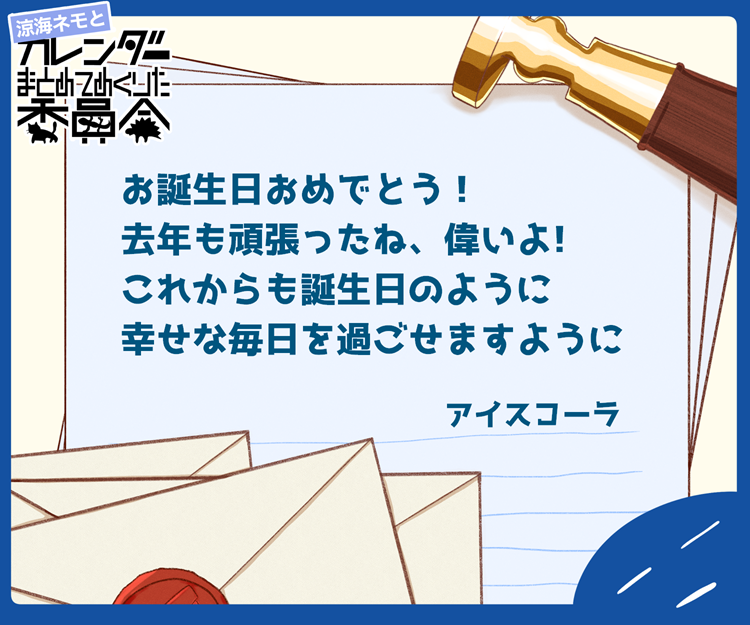 涼海ネモと
カレンダー
まとめてめくりた
委員会
お誕生日おめでとう！
去年も頑張ったね、偉いよ!
これからも誕生日のように
幸せな毎日を過ごせますように
アイスコーラ